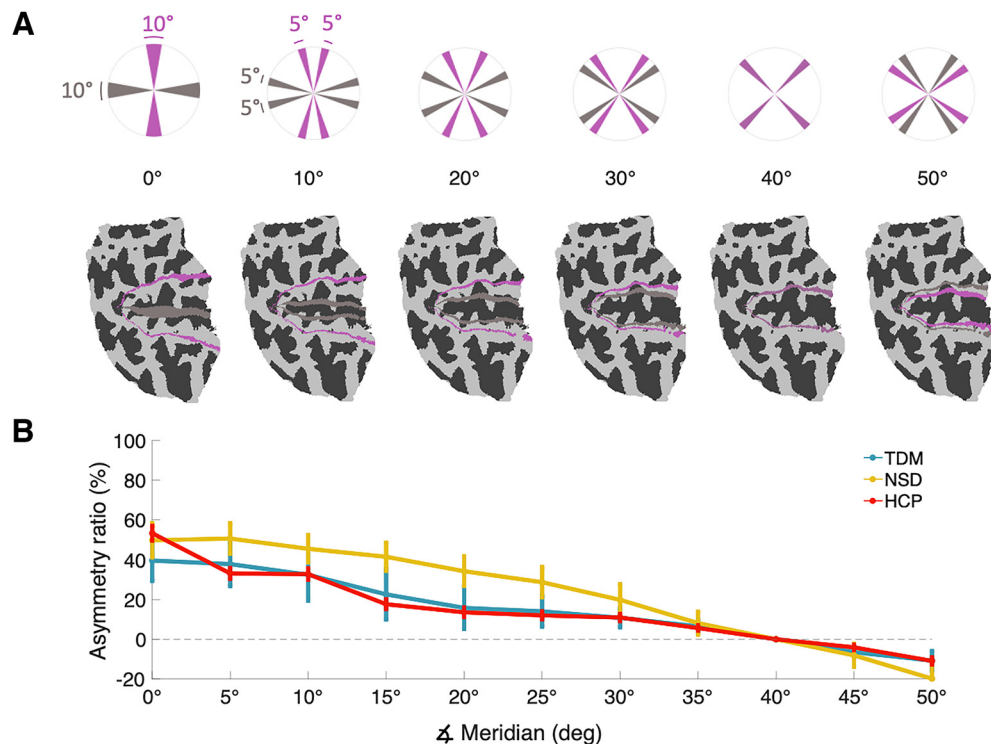 A
10°
5° 5°
10°
5°
5°
0° 10° 20° 30° 40° 50°
B
Asymmetry ratio (%)
100
80
60
40
20
0
-20
TDM
NSD
HCP
0° 5° 10° 15° 20° 25° 30° 35° 40° 45° 50°
∡ Meridian (deg)